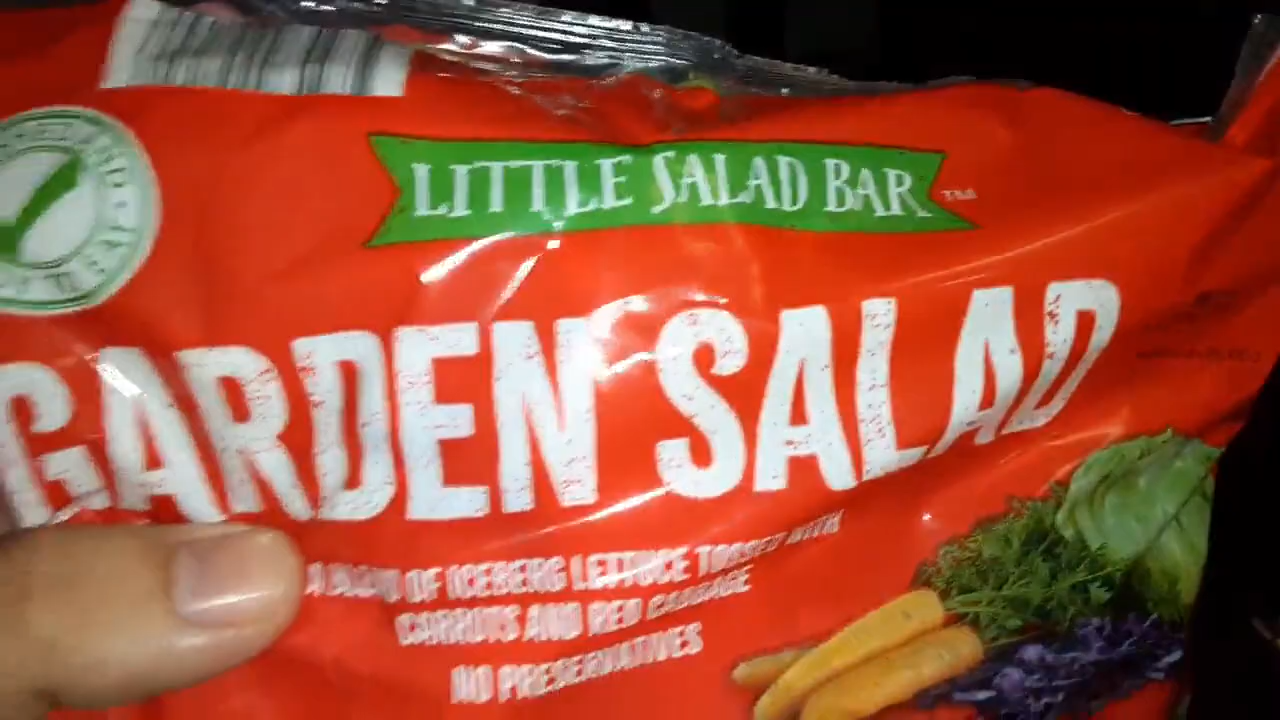 LITTLE SALAD BAR™
GARDEN SALAD
OF ICEBERG LETTUCE TOSSED WITH
CARROTS AND RED CABBAGE
NO PRESERVATIVES